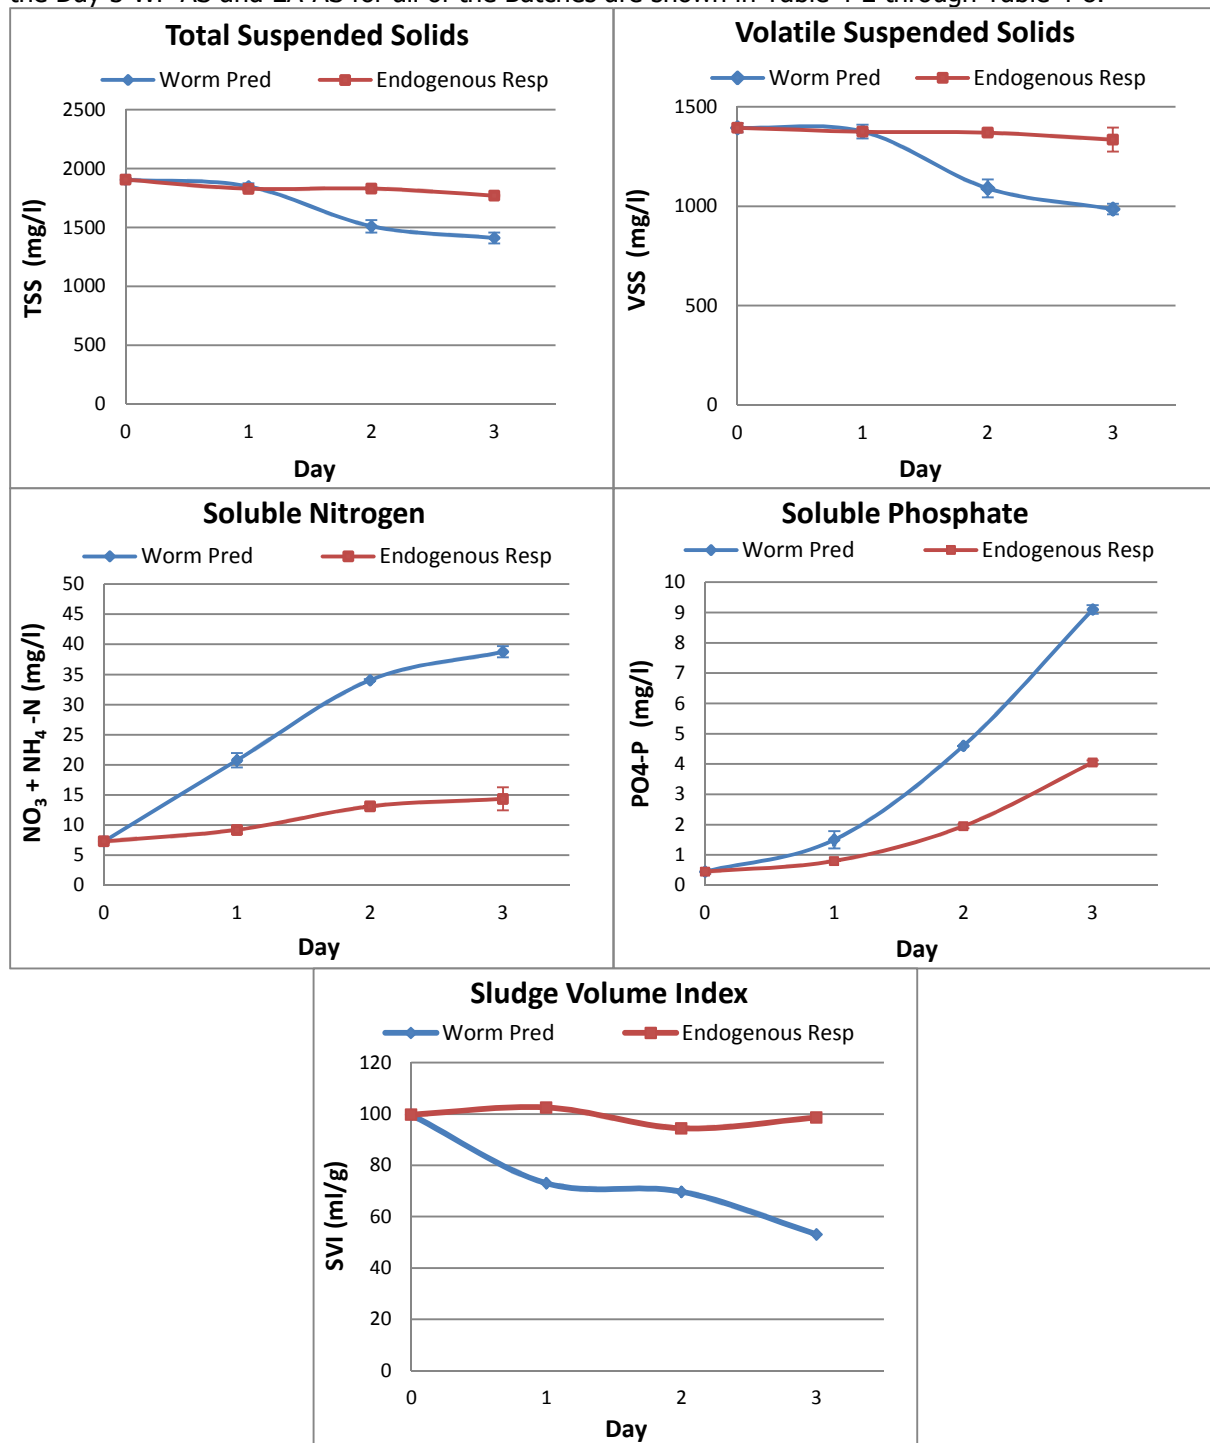 Total Suspended Solids
Worm Pred Endogenous Resp
2500
2000
1500
1000
500
0
TSS (mg/l)
0 1 2 3
Day
Volatile Suspended Solids
Worm Pred Endogenous Resp
1500
1000
500
0
VSS (mg/l)
0 1 2 3
Day
Soluble Nitrogen
Worm Pred Endogenous Resp
50
45
40
35
30
25
20
15
10
5
0
NO₃ + NH₄ -N (mg/l)
0 1 2 3
Day
Soluble Phosphate
Worm Pred Endogenous Resp
10
9
8
7
6
5
4
3
2
1
0
PO4-P (mg/l)
0 1 2 3
Day
Sludge Volume Index
Worm Pred Endogenous Resp
120
100
80
60
40
20
0
SVI (ml/g)
0 1 2 3
Day